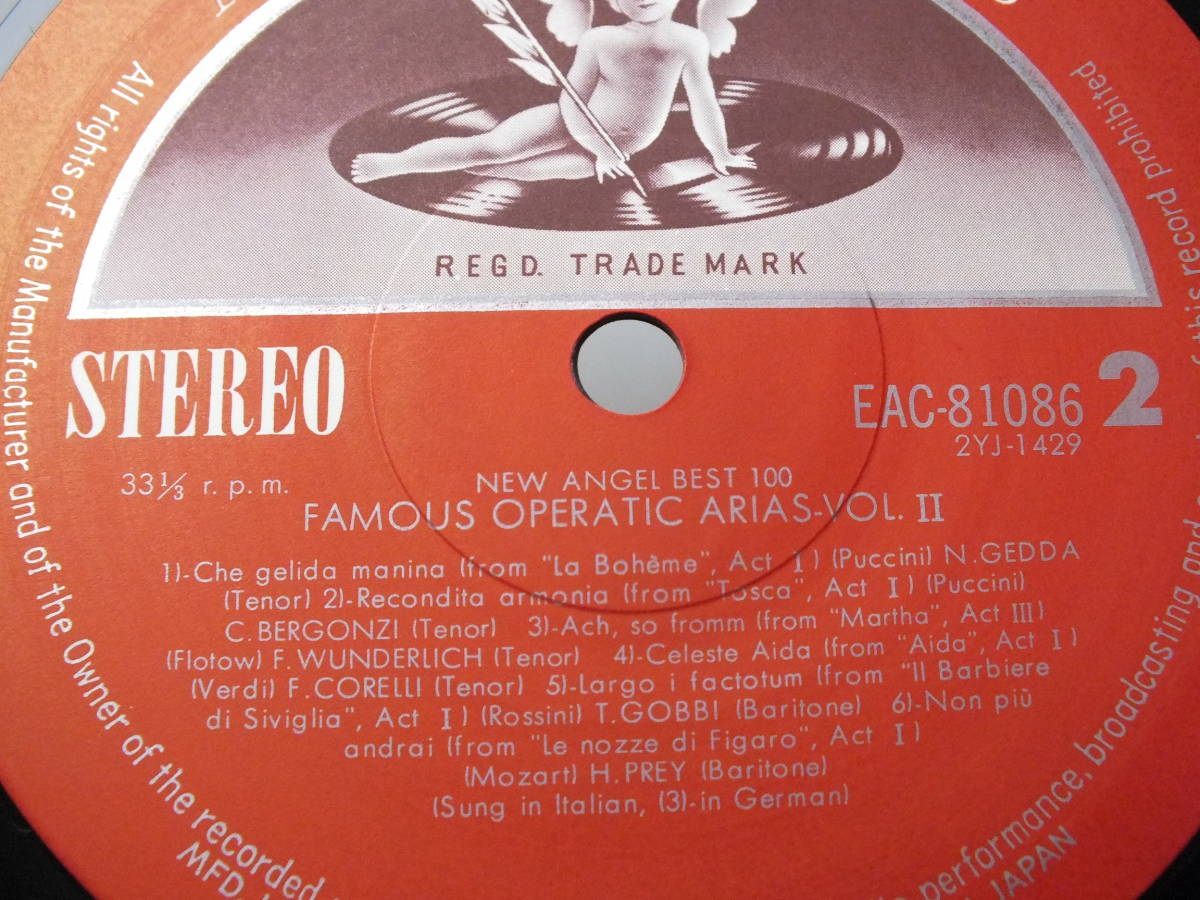 REGD. TRADE MARK
STEREO
EAC-81086 2
2YJ-1429
33⅓ r.p.m.
NEW ANGEL BEST 100
FAMOUS OPERATIC ARIAS-VOL. II
1)-Che gelida manina (from "La Bohème", Act I) (Puccini) N.GEDDA
(Tenor) 2)-Recondita armonia (from "Tosca", Act I) (Puccini)
C.BERGONZI (Tenor) 3)-Ach, so fromm (from "Martha", Act III)
(Flotow) F.WUNDERLICH (Tenor) 4)-Celeste Aida (from "Aida", Act I)
(Verdi) F.CORELLI (Tenor) 5)-Largo i factotum (from "Il Barbiere
di Siviglia", Act I) (Rossini) T.GOBBI (Baritone) 6)-Non più
andrai (from "Le nozze di Figaro", Act I)
(Mozart) H.PREY (Baritone)
(Sung in Italian, (3)-in German)
All rights of the Manufacturer and of the Owner of the recorded
performance, broadcasting and
this record prohibited
MFD.
JAPAN